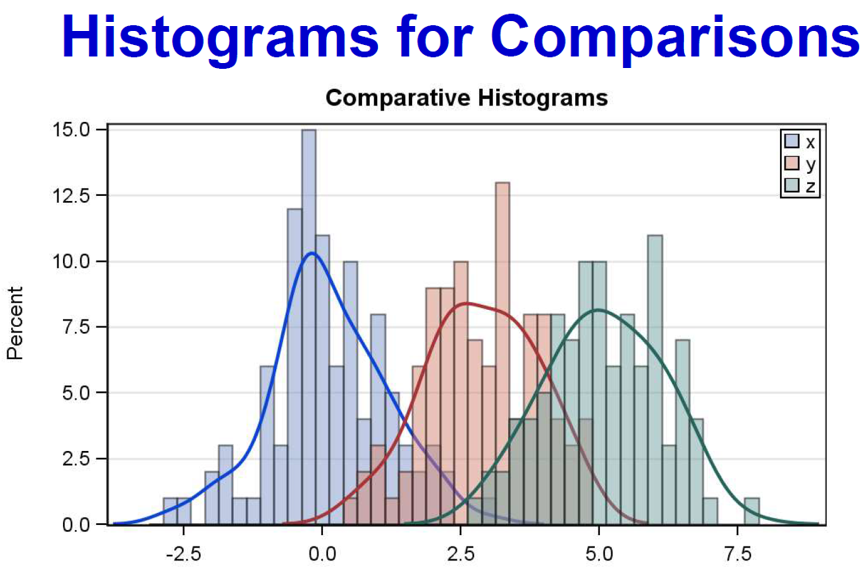 Histograms for Comparisons
Comparative Histograms
15.0
12.5
10.0
7.5
5.0
2.5
0.0
Percent
x
y
z
-2.5 0.0 2.5 5.0 7.5